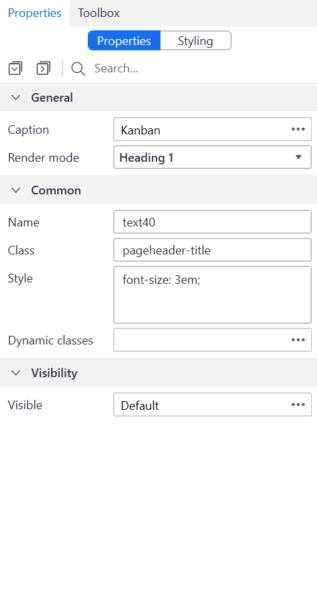 Properties Toolbox
Properties Styling
Search...
General
Caption Kanban ...
Render mode Heading 1
Common
Name text40
Class pageheader-title
Style font-size: 3em;
Dynamic classes ...
Visibility
Visible Default ...